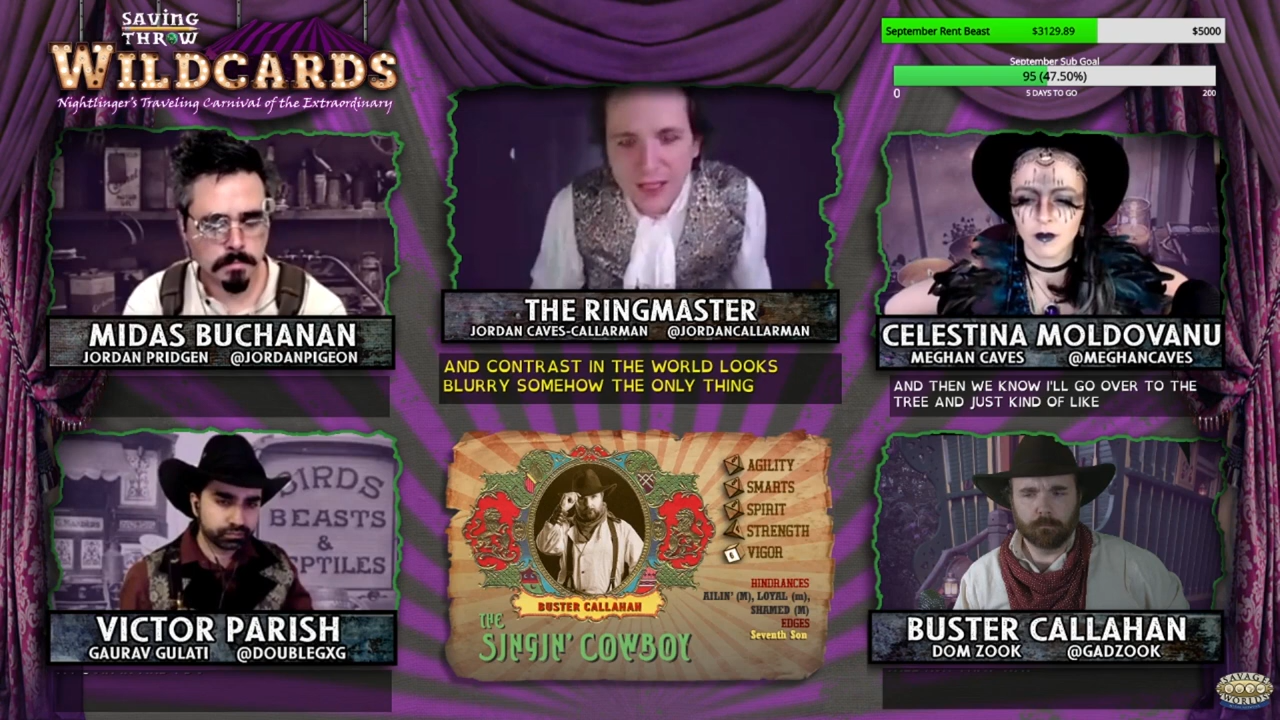 SAVING
THROW
WILDCARDS
Nightlinger's Traveling Carnival of the Extraordinary
September Rent Beast $3129.89 $5000
September Sub Goal
95 (47.50%)
0 5 DAYS TO GO 200
MIDAS BUCHANAN
JORDAN PRIDGEN @JORDANPIGEON
THE RINGMASTER
JORDAN CAVES-CALLARMAN @JORDANCALLARMAN
AND CONTRAST IN THE WORLD LOOKS
BLURRY SOMEHOW THE ONLY THING
CELESTINA MOLDOVANU
MEGHAN CAVES @MEGHANCAVES
AND THEN WE KNOW I'LL GO OVER TO THE
TREE AND JUST KIND OF LIKE
BIRDS
BEASTS
&
REPTILES
VICTOR PARISH
GAURAV GULATI @DOUBLEGXG
AGILITY
SMARTS
SPIRIT
STRENGTH
6 VIGOR
HINDRANCES
AILIN' (M), LOYAL (m),
SHAMED (M)
EDGES
Seventh Son
BUSTER CALLAHAN
THE
SINGIN' COWBOY
BUSTER CALLAHAN
DOM ZOOK @GADZOOK
SAVAGE
WORLDS